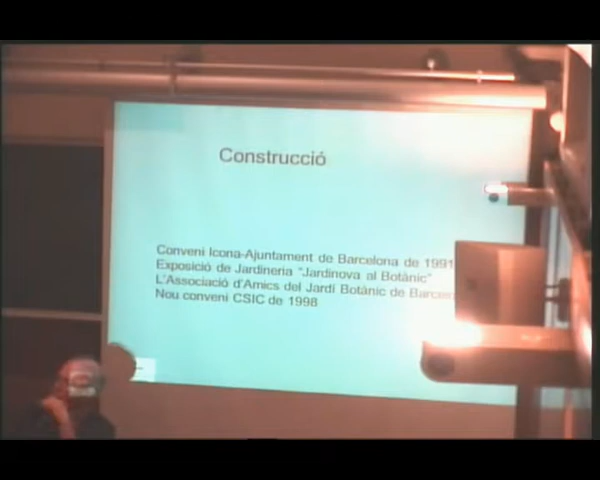 Construcció
Conveni Icona-Ajuntament de Barcelona de 1991
Exposició de Jardineria "Jardinova al Botànic"
L'Associació d'Amics del Jardí Botànic de
Nou conveni CSIC de 1998